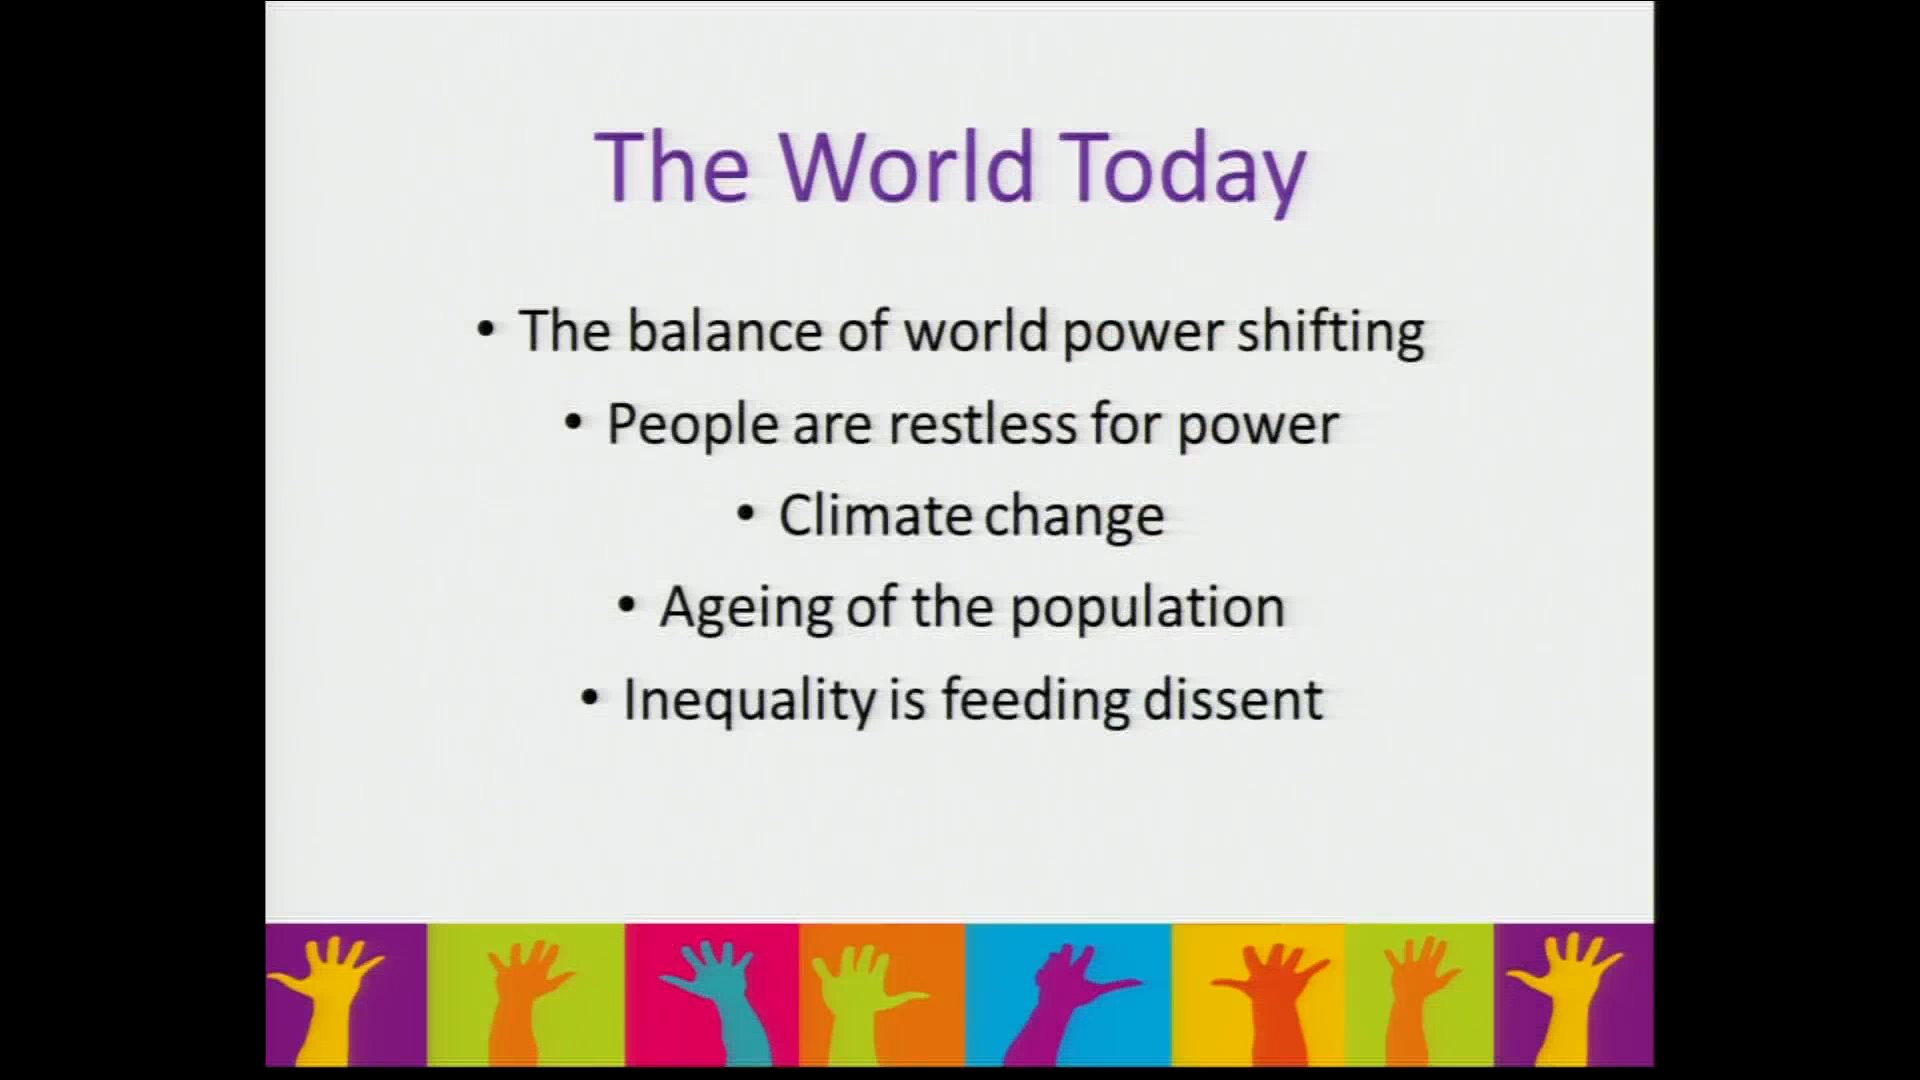 The World Today
• The balance of world power shifting
• People are restless for power
• Climate change
• Ageing of the population
• Inequality is feeding dissent